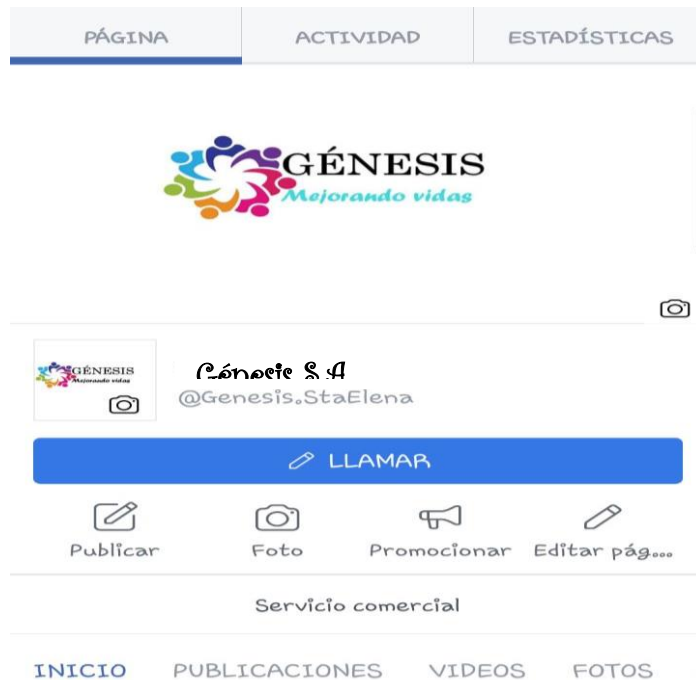 PÁGINA ACTIVIDAD ESTADÍSTICAS
GÉNESIS
Mejorando vidas
GÉNESIS
Mejorando vidas
Génesis S.A
@Genesis.StaElena
LLAMAR
Publicar Foto Promocionar Editar pág...
Servicio comercial
INICIO PUBLICACIONES VIDEOS FOTOS